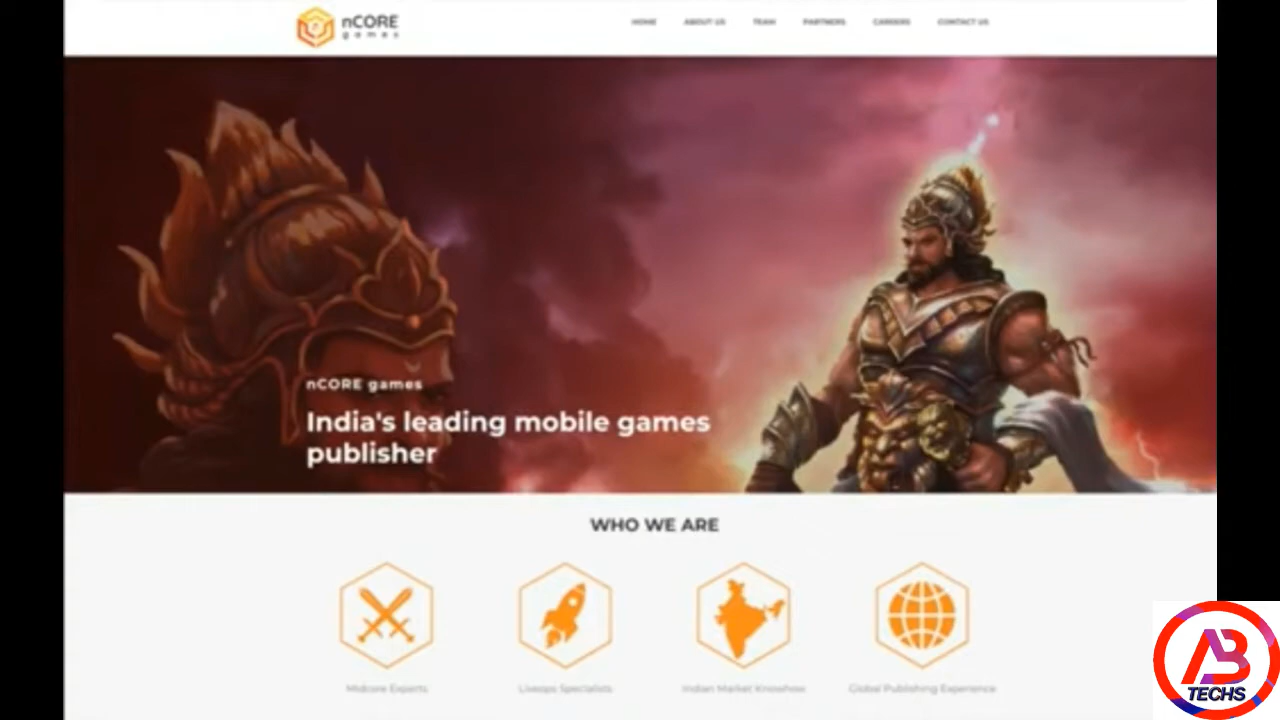 nCORE
games
HOME
ABOUT US
TEAM
PARTNERS
CAREERS
CONTACT US
nCORE games
India's leading mobile games
publisher
WHO WE ARE
Midcore Experts
Liveops Specialists
Indian Market Knowhow
Global Publishing Experience
AB
TECHS